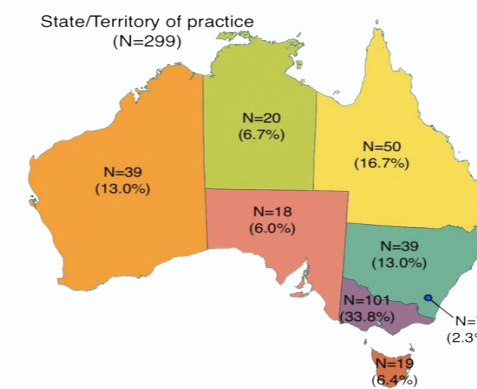 State/Territory of practice
(N=299)
N=20
(6.7%)
N=50
(16.7%)
N=39
(13.0%)
N=18
(6.0%)
N=39
(13.0%)
N=101
(33.8%)
N=
(2.3
N=19
(6.4%)